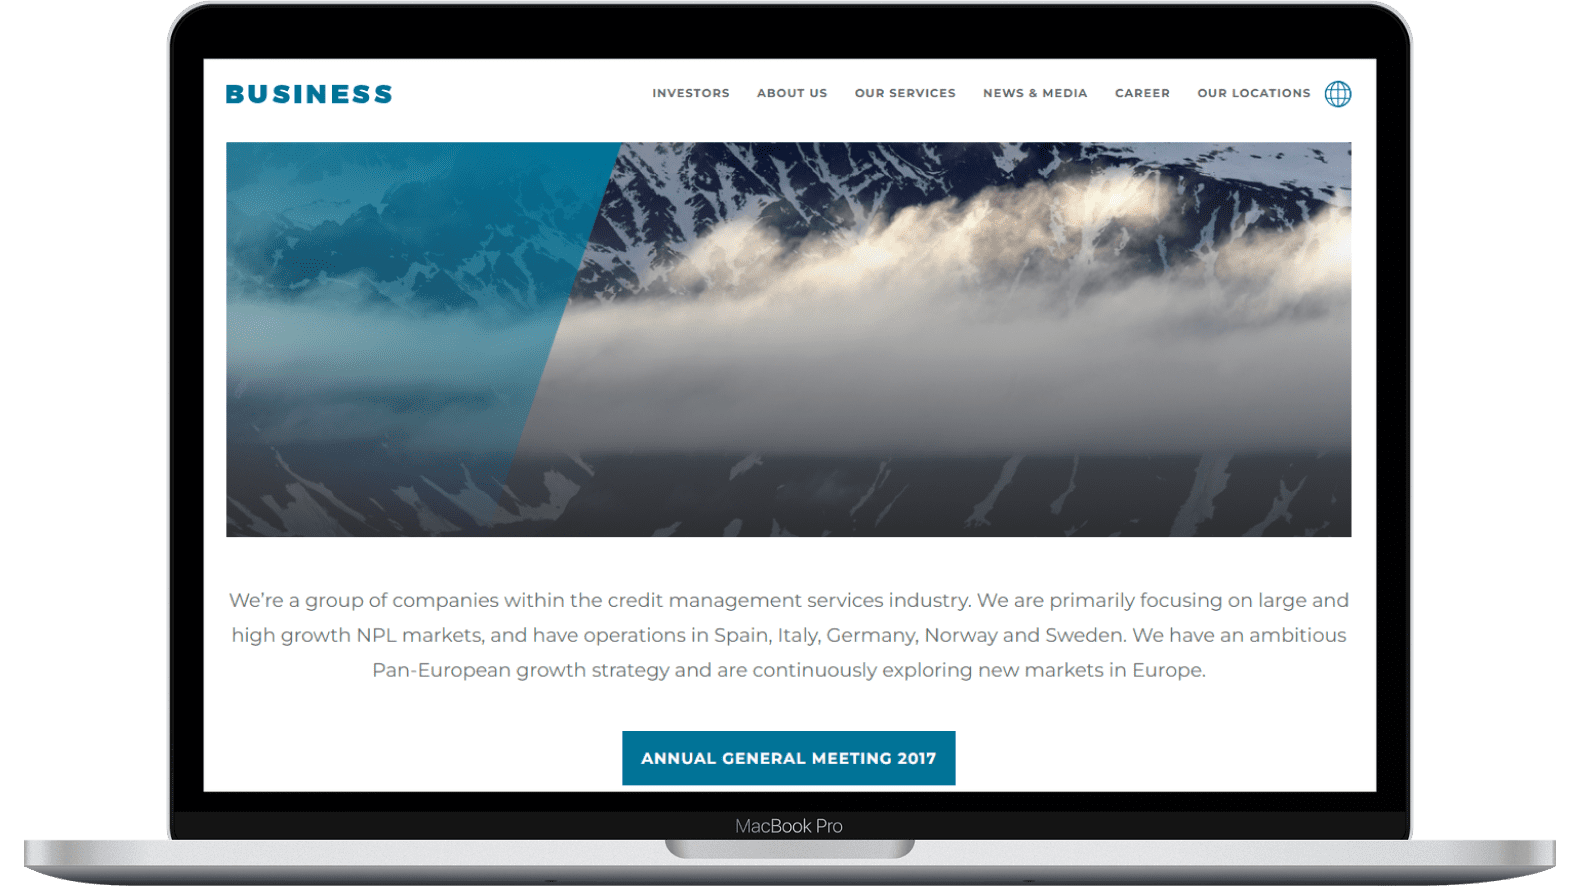 BUSINESS
INVESTORS ABOUT US OUR SERVICES NEWS & MEDIA CAREER OUR LOCATIONS
We’re a group of companies within the credit management services industry. We are primarily focusing on large and
high growth NPL markets, and have operations in Spain, Italy, Germany, Norway and Sweden. We have an ambitious
Pan-European growth strategy and are continuously exploring new markets in Europe.
ANNUAL GENERAL MEETING 2017
MacBook Pro